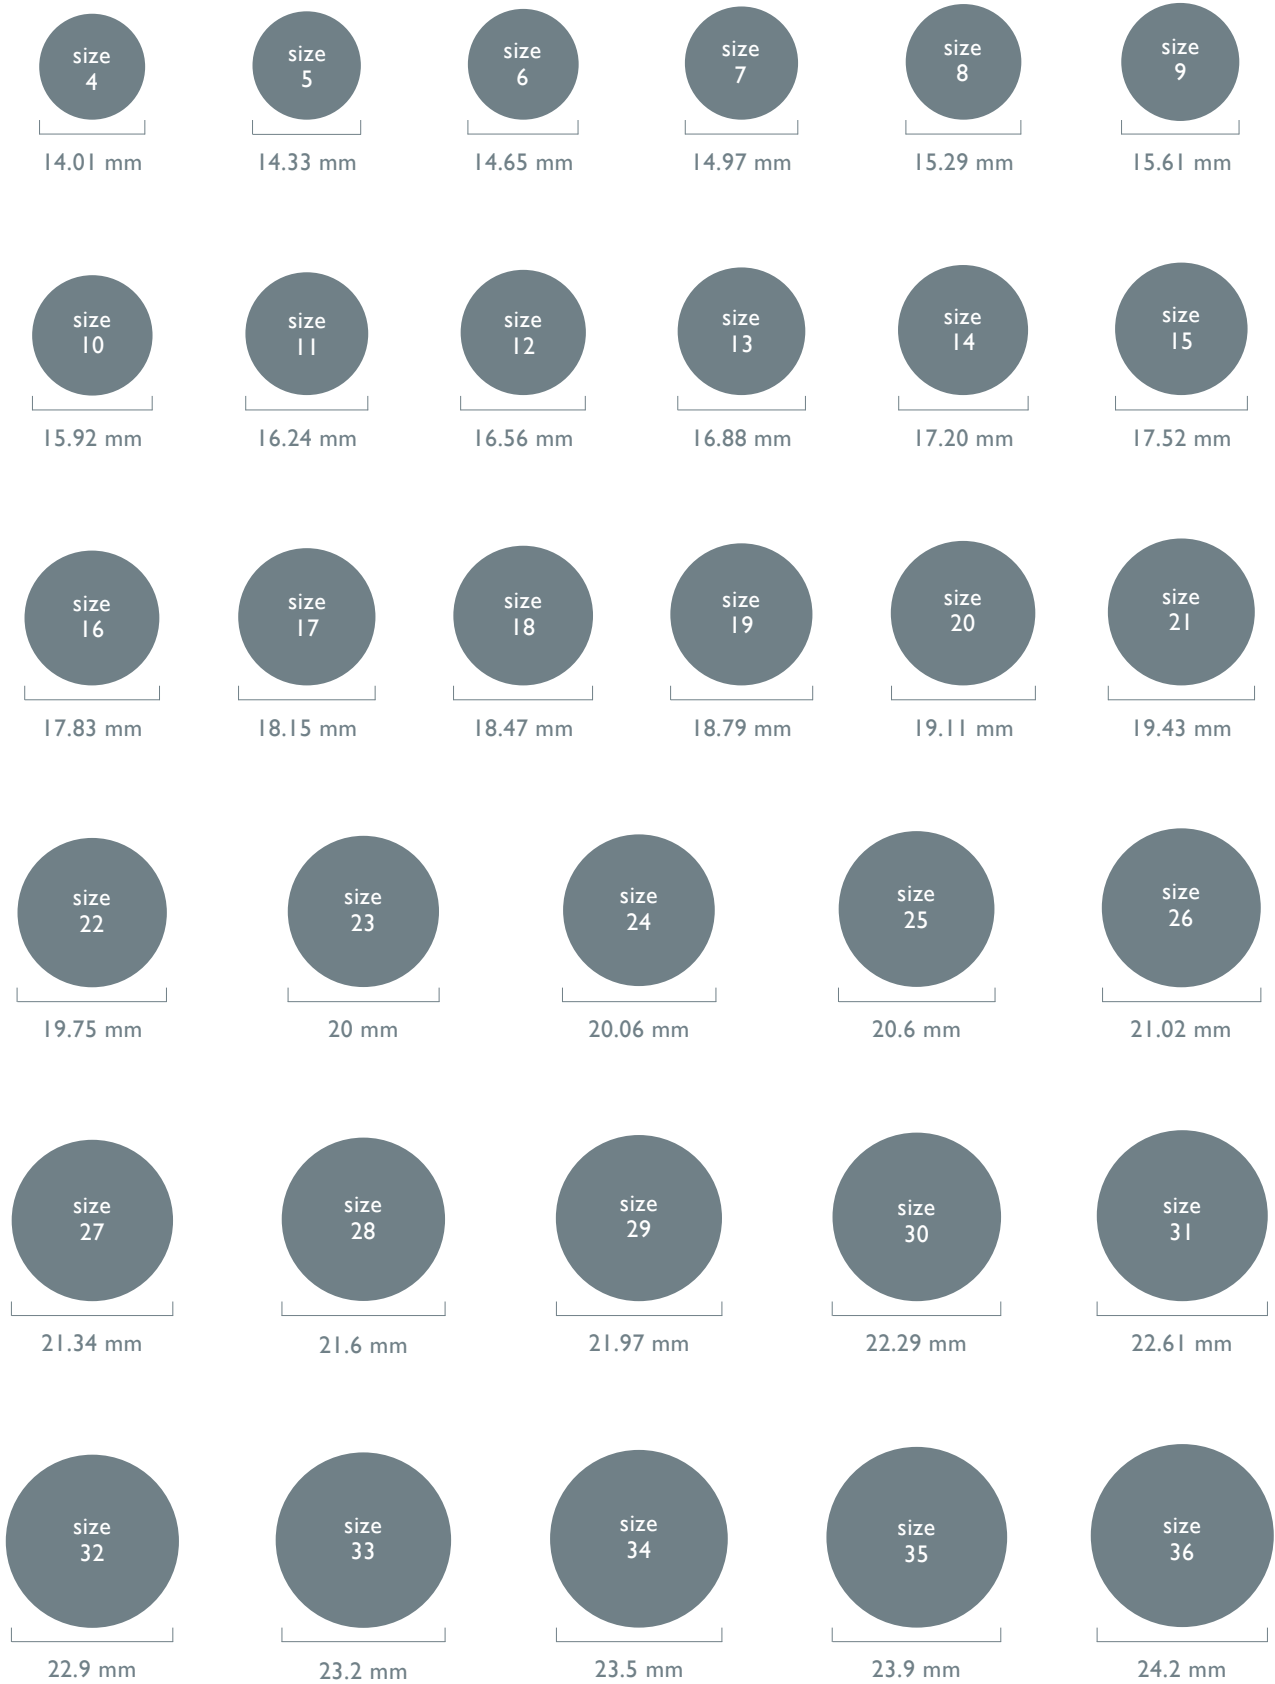 size
4
14.01 mm
size
5
14.33 mm
size
6
14.65 mm
size
7
14.97 mm
size
8
15.29 mm
size
9
15.61 mm
size
10
15.92 mm
size
11
16.24 mm
size
12
16.56 mm
size
13
16.88 mm
size
14
17.20 mm
size
15
17.52 mm
size
16
17.83 mm
size
17
18.15 mm
size
18
18.47 mm
size
19
18.79 mm
size
20
19.11 mm
size
21
19.43 mm
size
22
19.75 mm
size
23
20 mm
size
24
20.06 mm
size
25
20.6 mm
size
26
21.02 mm
size
27
21.34 mm
size
28
21.6 mm
size
29
21.97 mm
size
30
22.29 mm
size
31
22.61 mm
size
32
22.9 mm
size
33
23.2 mm
size
34
23.5 mm
size
35
23.9 mm
size
36
24.2 mm